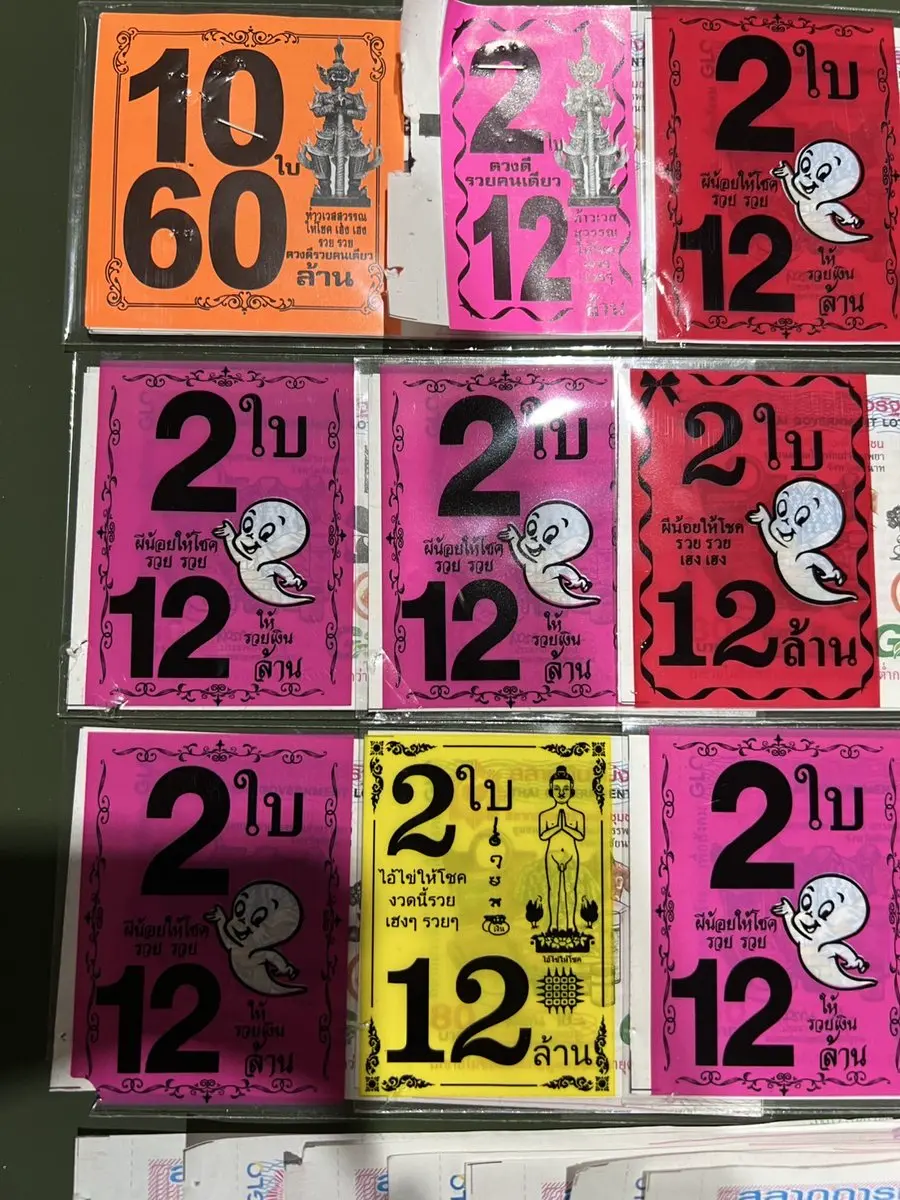 10
ใบ
60
ท้าวเวสสุวรรณ
ให้โชค เฮ็ง เฮง
รวย รวย
ดวงดีรวยคนเดียว
ล้าน
2
ใบ
ดวงดี
รวยคนเดียว
12
ล้าน
2 ใบ
ผีน้อยให้โชค
รวย รวย
12
ให้
รวยเงิน
ล้าน
2 ใบ
ผีน้อยให้โชค
รวย รวย
12
ให้
รวยเงิน
ล้าน
2 ใบ
ผีน้อยให้โชค
รวย รวย
12
ให้
รวยเงิน
ล้าน
2 ใบ
ผีน้อยให้โชค
รวย รวย
เฮง เฮง
12 ล้าน
2 ใบ
ผีน้อยให้โชค
รวย รวย
12
ให้
รวยเงิน
ล้าน
2 ใบ
ไอ้ไข่ให้โชค
งวดนี้รวย
เฮงๆ รวยๆ
เงิน
ไอ้ไข่ให้โชค
12 ล้าน
2 ใบ
ผีน้อยให้โชค
รวย รวย
12
ให้
รวยเงิน
ล้าน